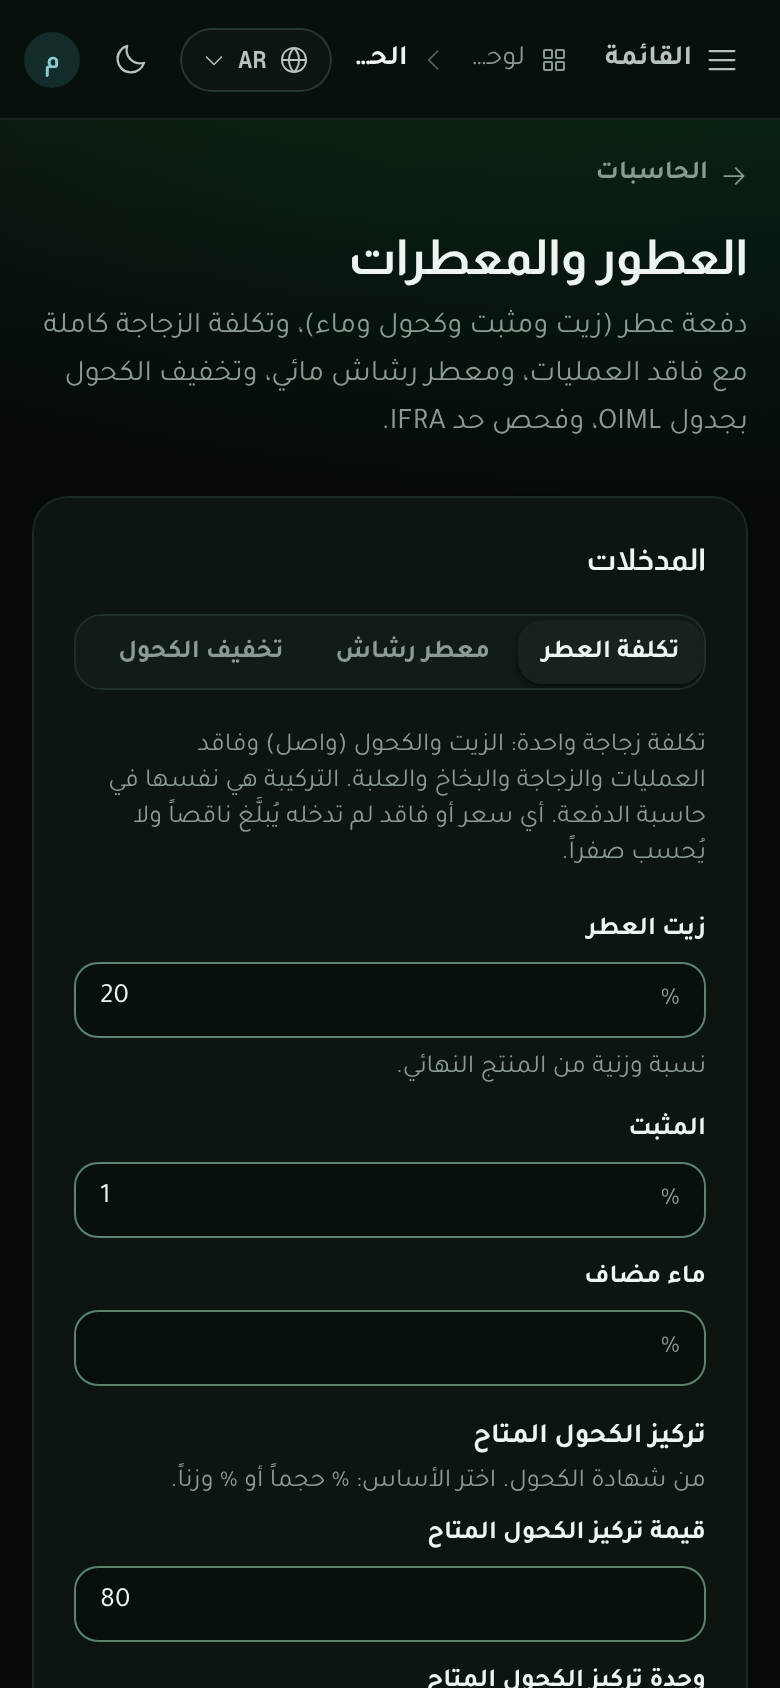 القائمة
لوحـ...
الحـ...
AR
م
الحاسبات
العطور والمعطرات
دفعة عطر (زيت ومثبت وكحول وماء)، وتكلفة الزجاجة كاملة
مع فاقد العمليات، ومعطر رشاش مائي، وتخفيف الكحول
بجدول OIML، وفحص حد IFRA.
المدخلات
تكلفة العطر
معطر رشاش
تخفيف الكحول
تكلفة زجاجة واحدة: الزيت والكحول (واصل) وفاقد
العمليات والزجاجة والبخاخ والعلبة. التركيبة هي نفسها في
حاسبة الدفعة. أي سعر أو فاقد لم تدخله يُبلَّغ ناقصاً ولا
يُحسب صفراً.
زيت العطر
20 %
نسبة وزنية من المنتج النهائي.
المثبت
1 %
ماء مضاف
%
تركيز الكحول المتاح
من شهادة الكحول. اختر الأساس: % حجماً أو % وزناً.
قيمة تركيز الكحول المتاح
80
وحدة تركيز الكحول المتاح